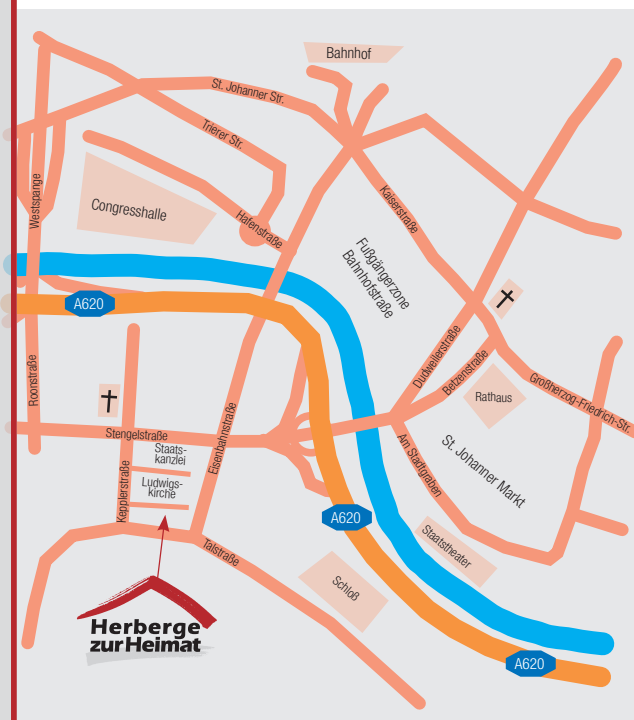 Bahnhof
St. Johanner Str.
Trierer Str.
Westspange
Congresshalle
Hafenstraße
Kaiserstraße
Fußgängerzone
Bahnhofstraße
A620
Dudweilerstraße
Betzenstraße
Rathaus
Großherzog-Friedrich-Str.
Roonstraße
Stengelstraße
Staats-
kanzlei
Ludwigs-
kirche
Kepplerstraße
Eisenbahnstraße
Am Stadtgraben
St. Johanner Markt
A620
Staatstheater
Talstraße
Schloß
Herberge
zur Heimat
A620